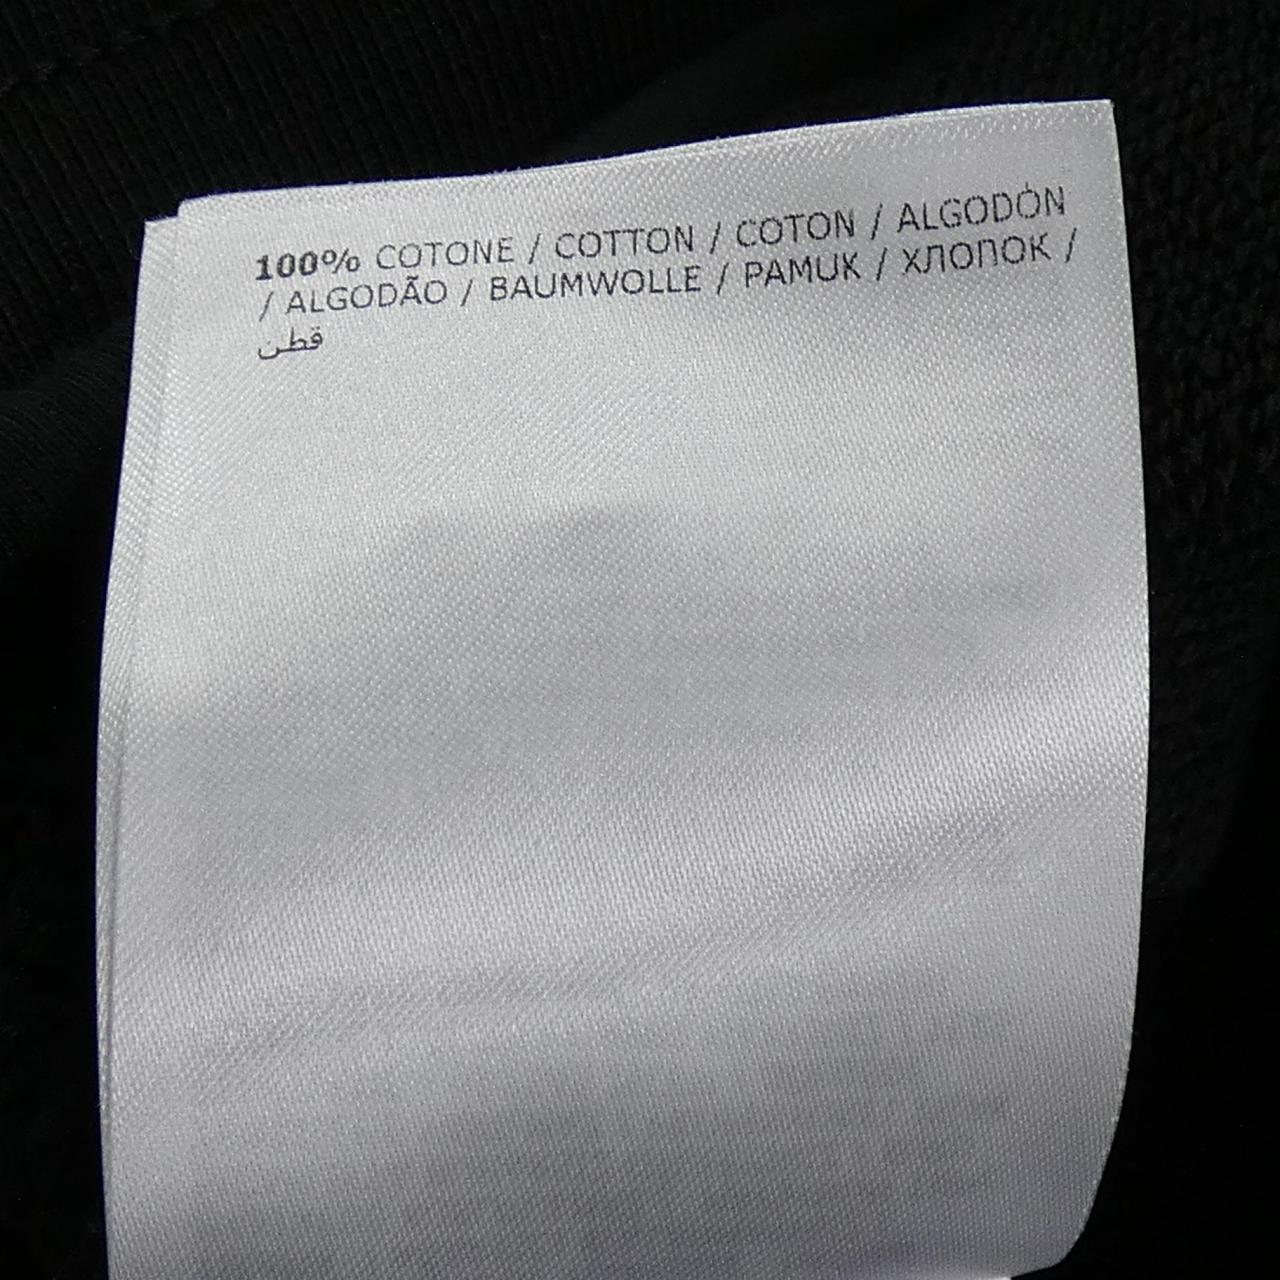 100% COTONE / COTTON / COTON / ALGODÓN
/ ALGODÃO / BAUMWOLLE / PAMUK / ХЛОПОК /
قطن